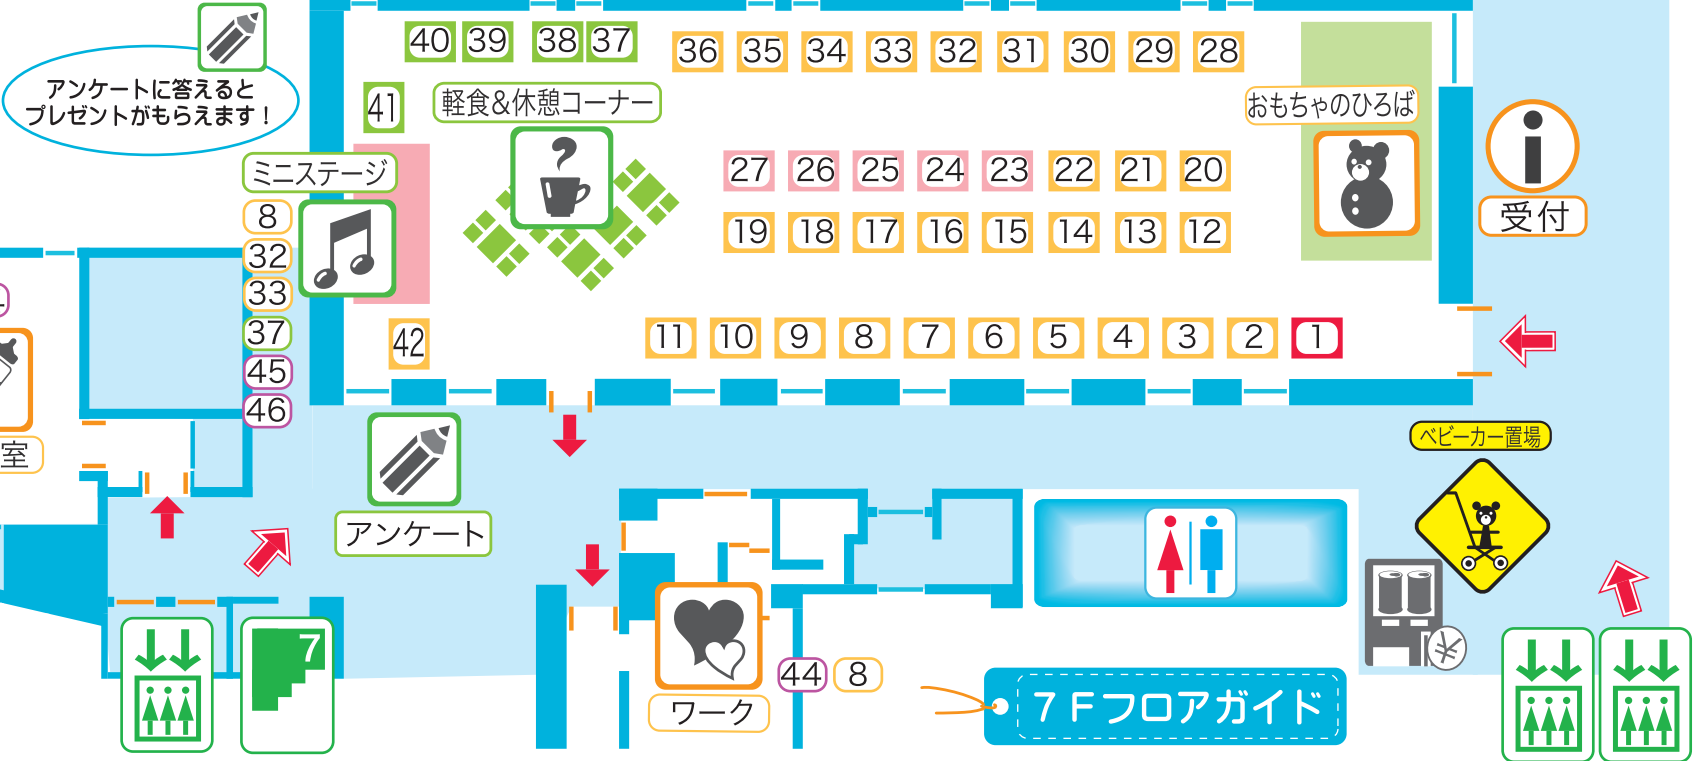 アンケートに答えると
プレゼントがもらえます！
40 39 38 37
36 35 34 33 32 31 30 29 28
41
軽食&休憩コーナー
おもちゃのひろば
ミニステージ
8
32
33
37
45
46
27 26 25 24 23 22 21 20
19 18 17 16 15 14 13 12
受付
42
11 10 9 8 7 6 5 4 3 2 1
室
アンケート
ベビーカー置場
7
ワーク
44 8
7Fフロアガイド